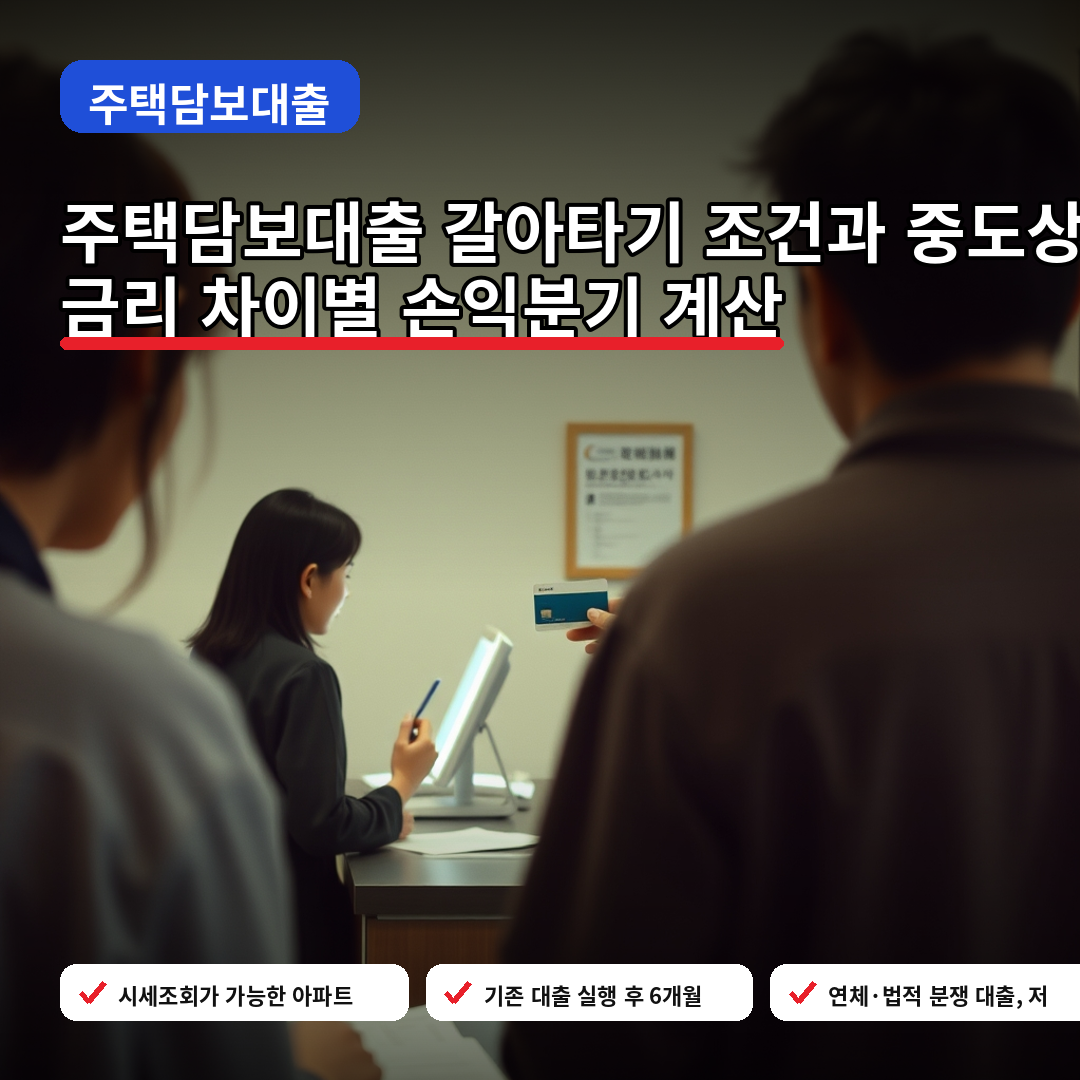 주택담보대출
주택담보대출 갈아타기 조건과 중도상
금리 차이별 손익분기 계산
시세조회가 가능한 아파트
기존 대출 실행 후 6개월
연체·법적 분쟁 대출, 저